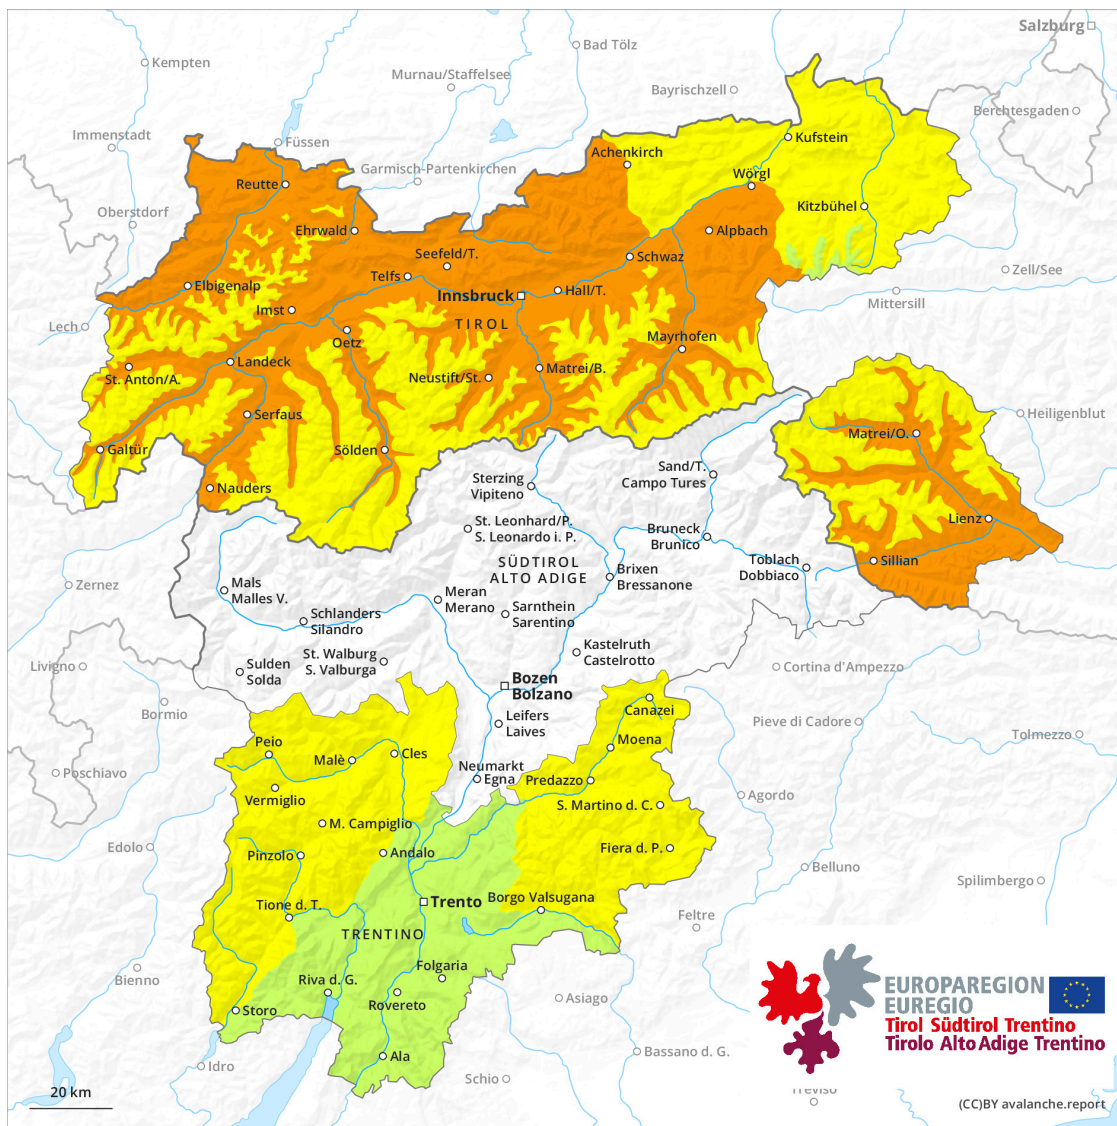 Salzburg
Bad Tölz
Kempten
Murnau/Staffelsee
Bayrischzell
Berchtesgaden
Immenstadt
Füssen
Kufstein
Achenkirch
Garmisch-Partenkirchen
Wörgl
Reutte
Oberstdorf
Kitzbühel
Ehrwald
Alpbach
Seefeld/T.
Schwaz
Zell/See
Telfs
Elbigenalp
Hall/T.
Innsbruck
Mittersill
Imst
TIROL
Lech
Oetz
Mayrhofen
Landeck
Matrei/B.
St. Anton/A.
Neustift/St.
Serfaus
Heiligenblut
Matrei/O.
Galtür
Sölden
Sand/T.
Campo Tures
Sterzing
Vipiteno
Nauders
Lienz
St. Leonhard/P.
S. Leonardo i. P.
Bruneck
Brunico
SÜDTIROL
ALTO ADIGE
Toblach
Dobbiaco
Sillian
Brixen
Bressanone
Zernez
Mals
Malles V.
Meran
Merano
Sarnthein
Sarentino
Schlanders
Silandro
Kastelruth
Castelrotto
St. Walburg
S. Valburga
Livigno
Sulden
Solda
Cortina d'Ampezzo
Bozen
Bolzano
Canazei
Bormio
Leifers
Laives
Pieve di Cadore
Tolmezzo
Peio
Moena
Cles
Malè
Poschiavo
Neumarkt
Egna
Predazzo
Vermiglio
Agordo
S. Martino d. C.
M. Campiglio
Edolo
Fiera d. P.
Andalo
Pinzolo
Belluno
Spilimbergo
Borgo Valsugana
Trento
Tione d. T.
Feltre
TRENTINO
Folgaria
Bienno
Riva d. G.
Rovereto
Asiago
Storo
EUROPAREGION
EUREGIO
Tirol Südtirol Trentino
Tirolo Alto Adige Trentino
Ala
Bassano d. G.
Idro
Schio
Treviso
20 km
(CC)BY avalanche.report